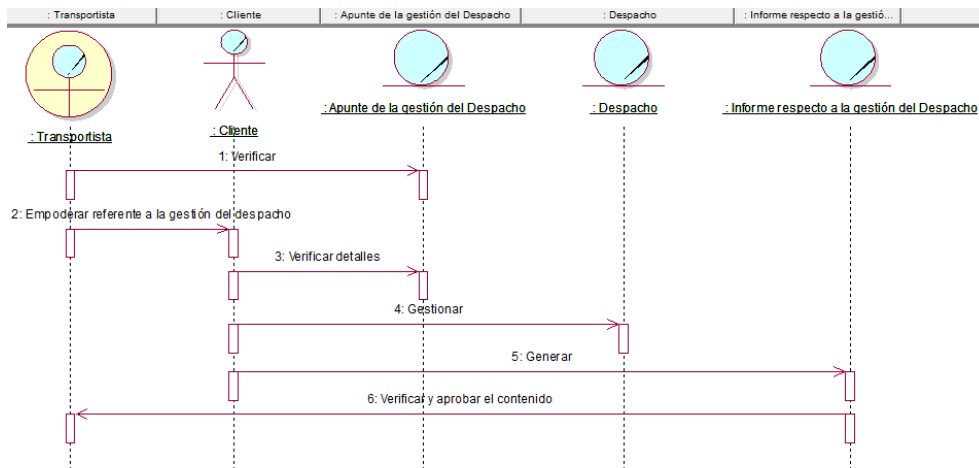 : Transportista
: Cliente
: Apunte de la gestión del Despacho
: Despacho
: Informe respecto a la gestió...
: Transportista
: Cliente
: Apunte de la gestión del Despacho
: Despacho
: Informe respecto a la gestión del Despacho
1: Verificar
2: Empoderar referente a la gestión del despacho
3: Verificar detalles
4: Gestionar
5: Generar
6: Verificar y aprobar el contenido